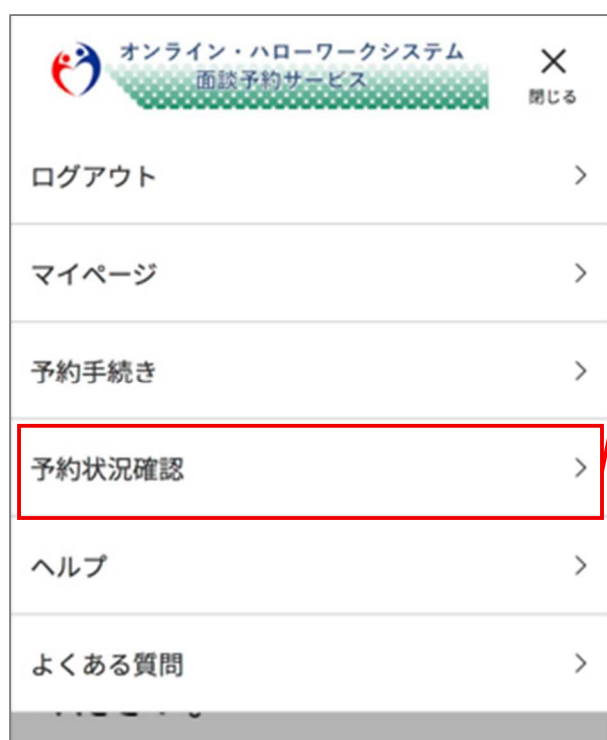 オンライン・ハローワークシステム
面談予約サービス
閉じる
ログアウト
マイページ
予約手続き
予約状況確認
ヘルプ
よくある質問